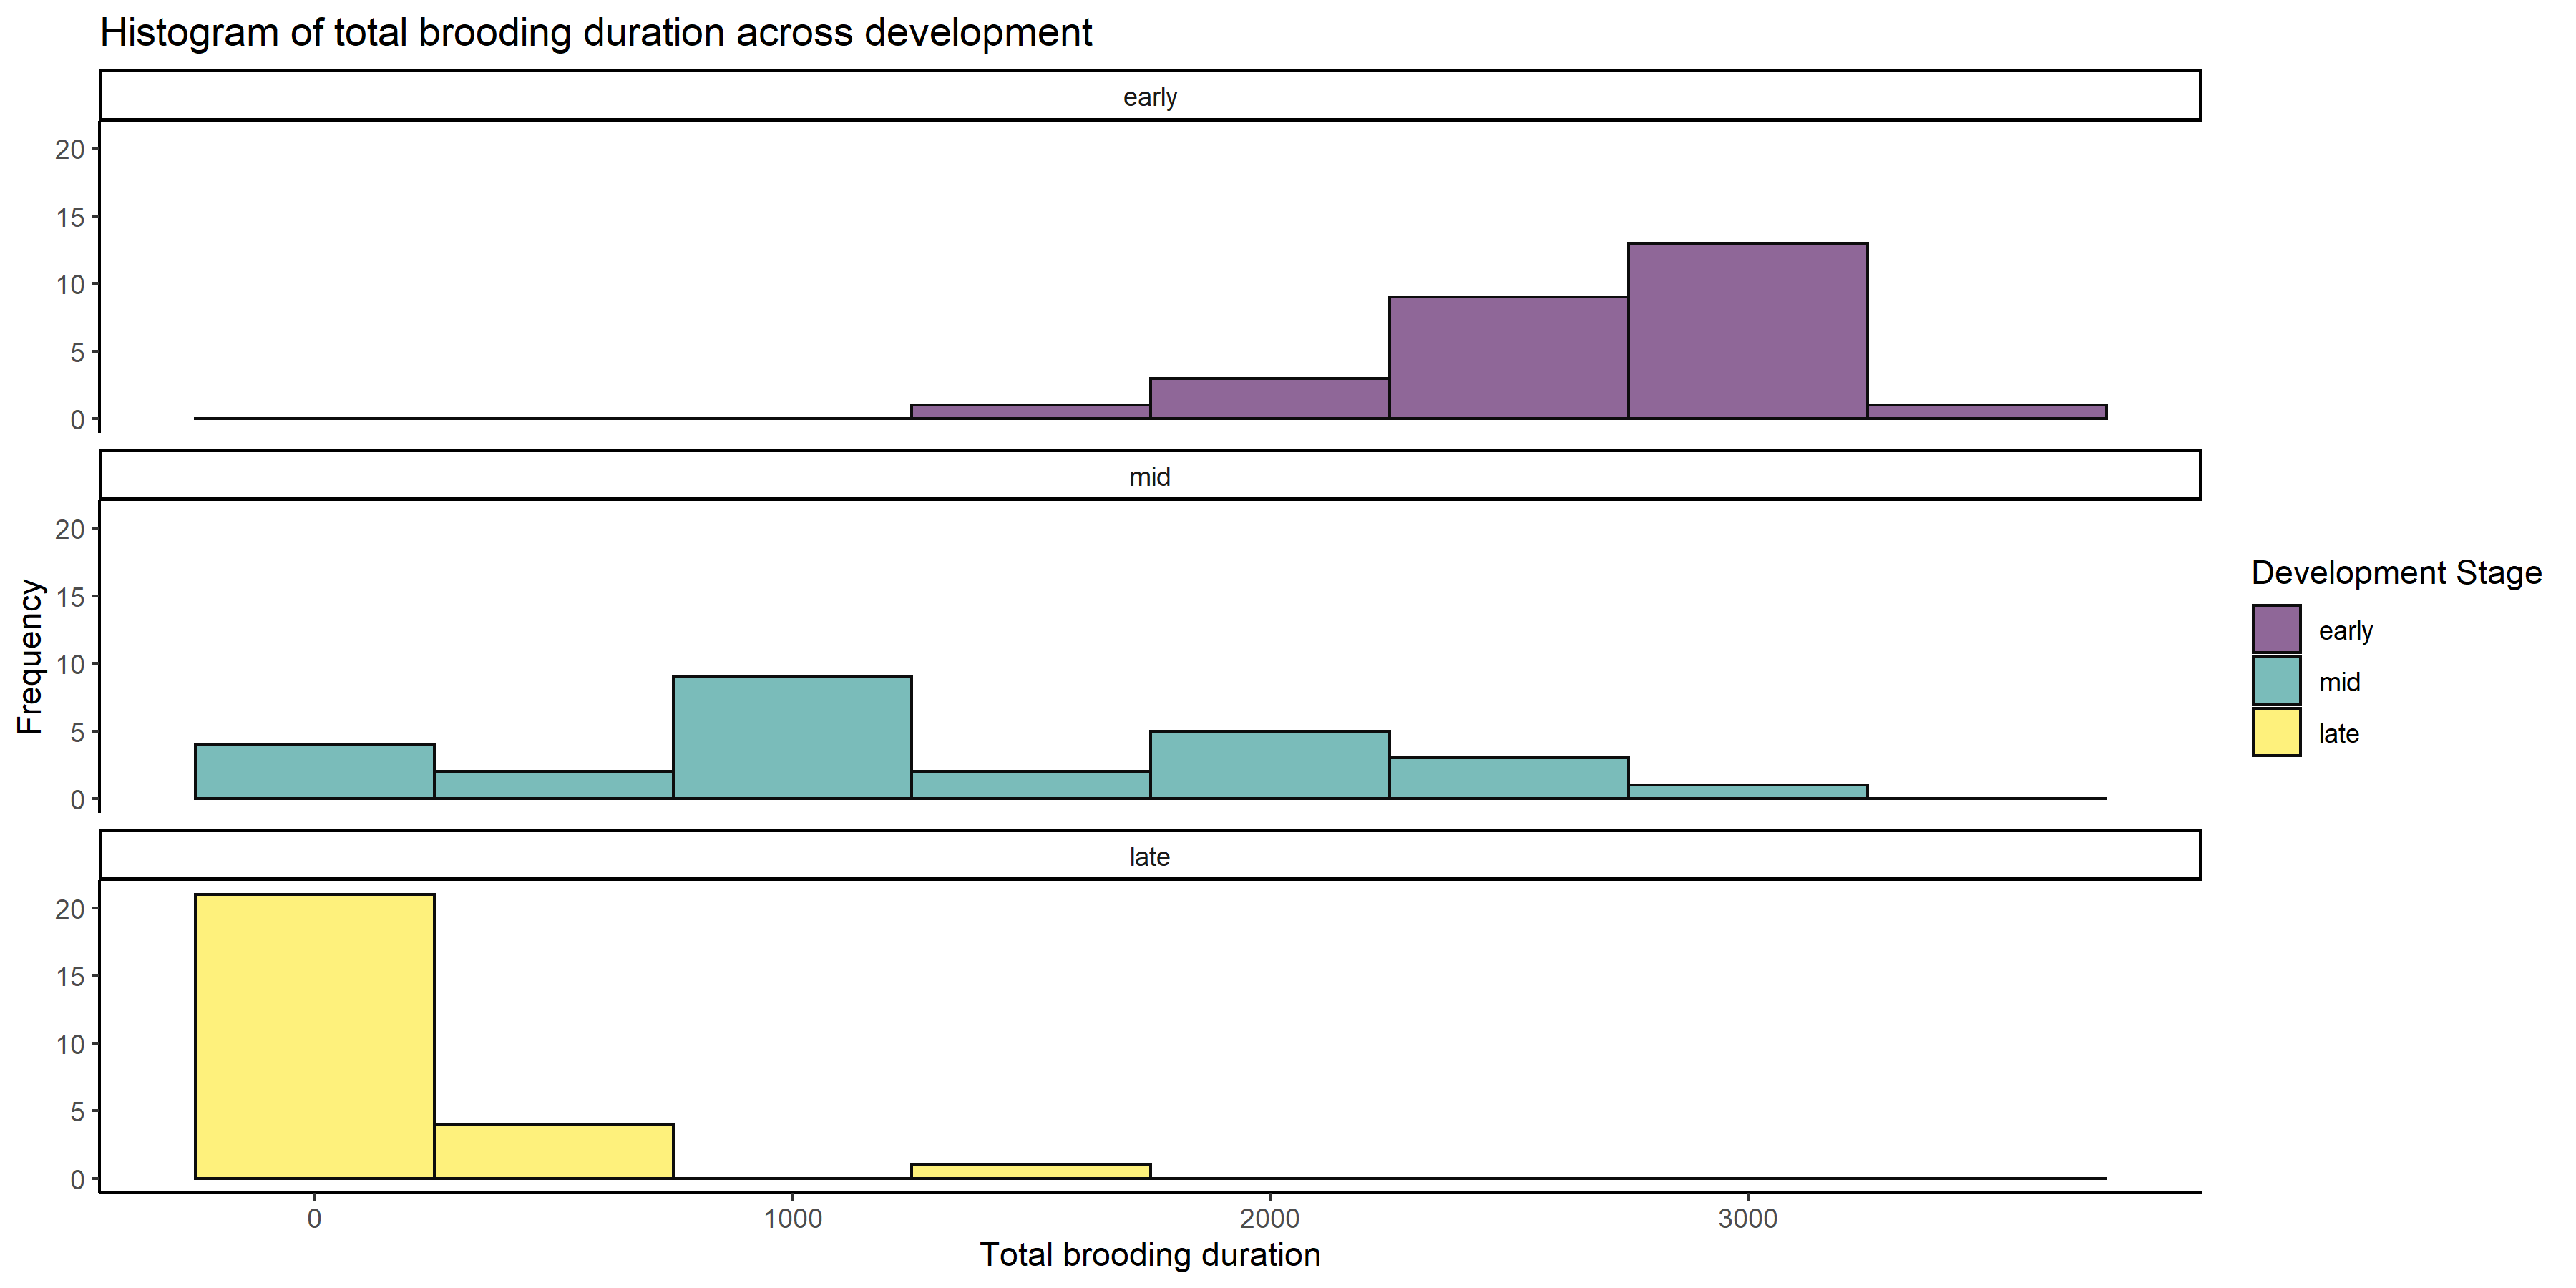 Histogram of total brooding duration across development
early
20
15
10
5
0
mid
20
15
10
5
0
late
20
15
10
5
0
0 1000 2000 3000
Total brooding duration
Frequency
Development Stage
early
mid
late